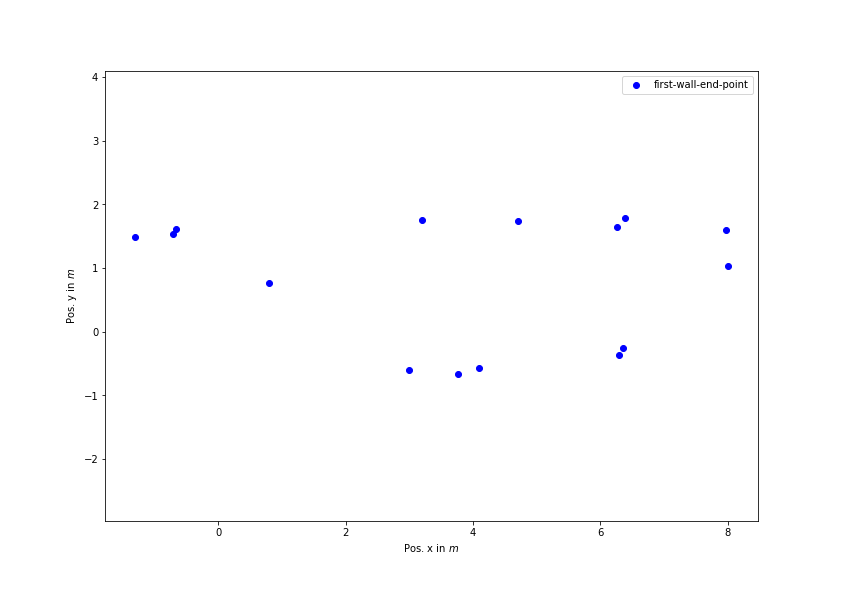 first-wall-end-point
4
3
2
1
0
−1
−2
Pos. y in m
0 2 4 6 8
Pos. x in m